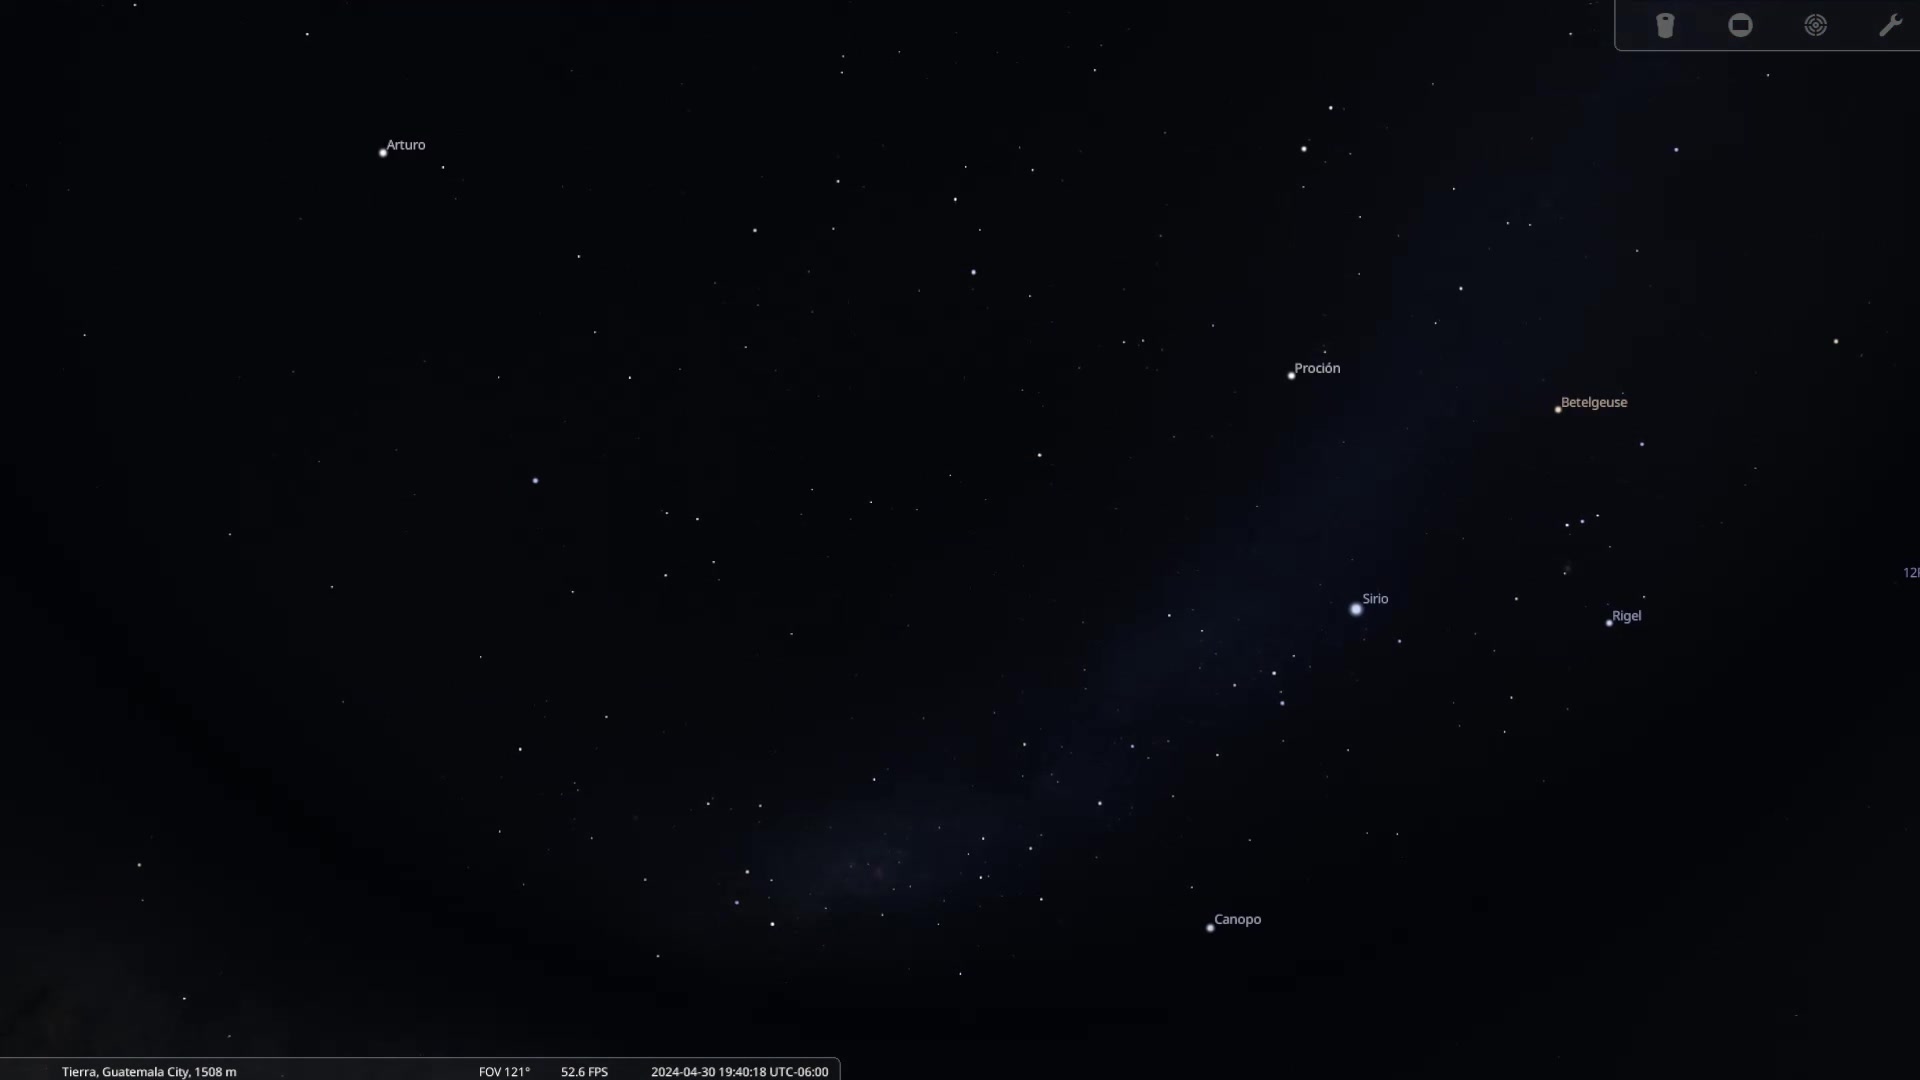 Arturo
Proción
Betelgeuse
Sirio
Rigel
Canopo
Tierra, Guatemala City, 1508 m FOV 121° 52.6 FPS 2024-04-30 19:40:18 UTC-06:00